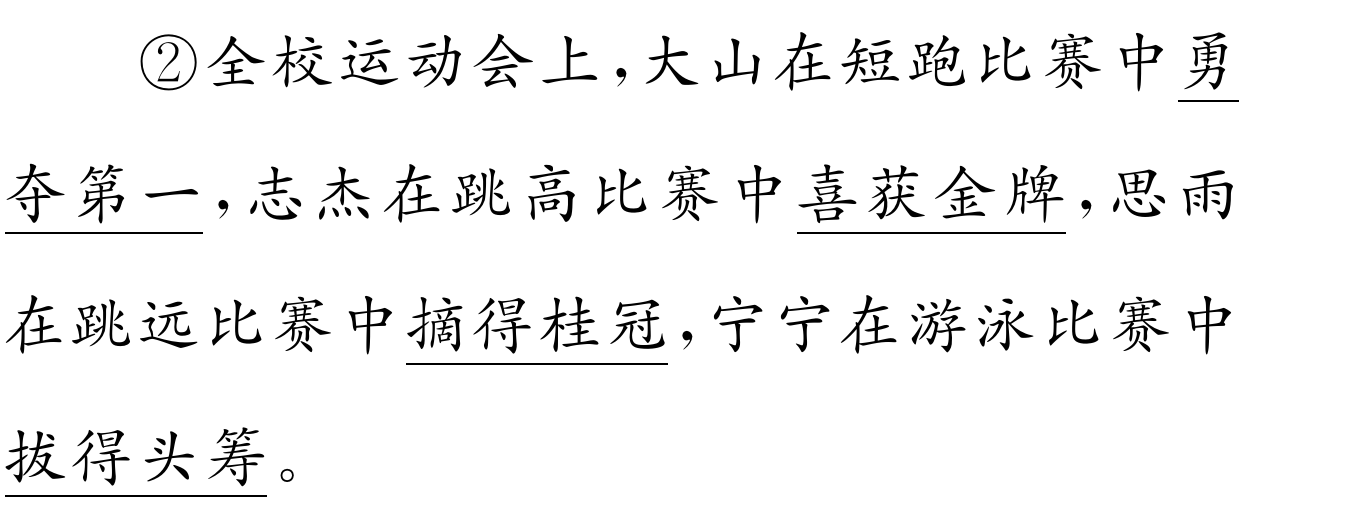 ②全校运动会上,大山在短跑比赛中勇
夺第一,志杰在跳高比赛中喜获金牌,思雨
在跳远比赛中摘得桂冠,宁宁在游泳比赛中
拔得头筹。